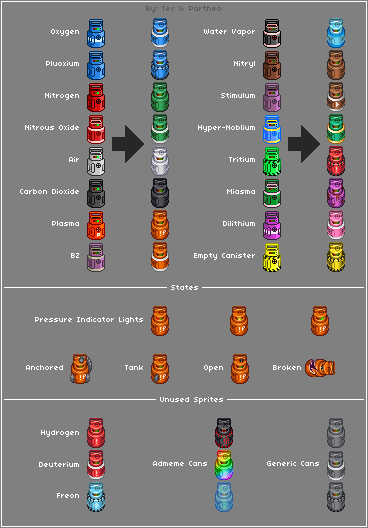 By: Tex & Partheo
Oxygen
Water Vapor
Pluoxium
Nitryl
Nitrogen
Stimulum
Nitrous Oxide
Hyper-Noblium
Air
Tritium
Carbon Dioxide
Miasma
Plasma
Dilithium
BZ
Empty Canister
States
Pressure Indicator Lights
Anchored
Tank
Open
Broken
Unused Sprites
Hydrogen
Deuterium
Admeme Cans
Generic Cans
Freon